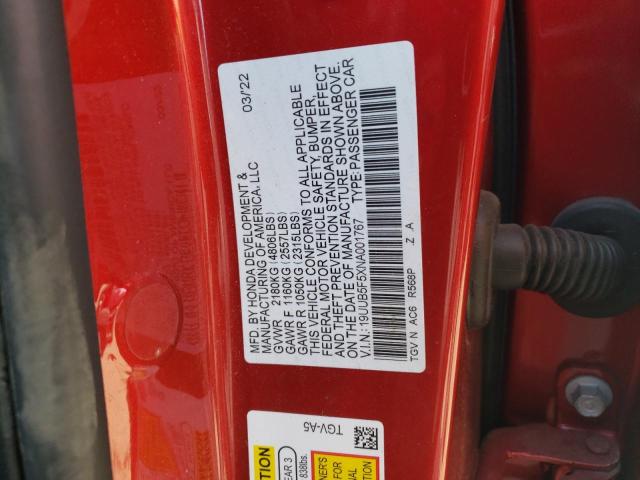 MFD. BY HONDA DEVELOPMENT &
MANUFACTURING OF AMERICA, LLC
03/'22
GVWR 2180KG (4806LBS)
GAWR F 1160KG (2557LBS)
GAWR R 1050KG (2315LBS)
THIS VEHICLE CONFORMS TO ALL APPLICABLE
FEDERAL MOTOR VEHICLE SAFETY, BUMPER,
AND THEFT PREVENTION STANDARDS IN EFFECT
ON THE DATE OF MANUFACTURE SHOWN ABOVE.
V.I.N.: 19UUB5F5XNA001767 TYPE: PASSENGER CAR
TGV N AC6 R568P Z A
TGV-A5